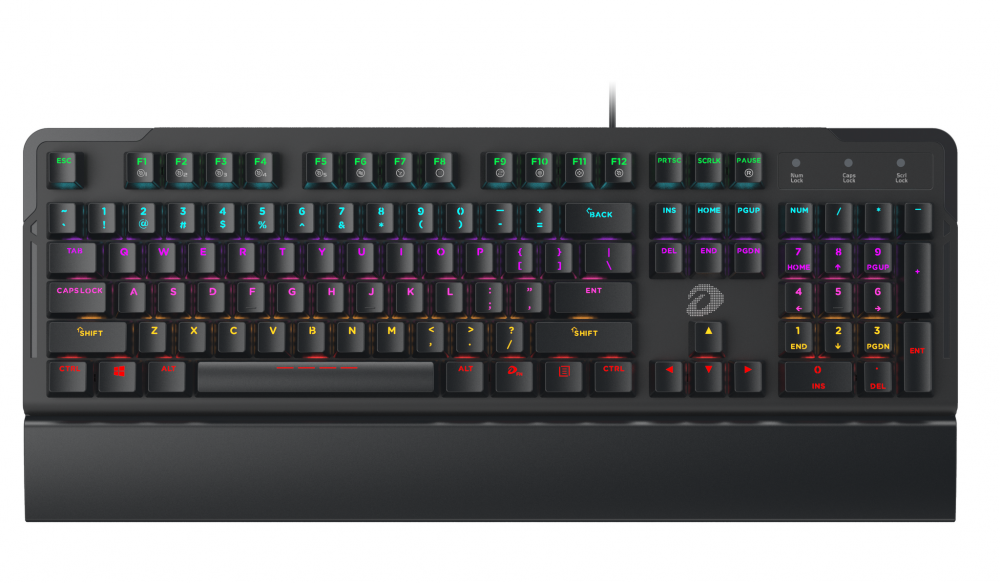 ESC F1 F2 F3 F4 F5 F6 F7 F8 F9 F10 F11 F12 PRTSC SCRLK PAUSE
Num Lock Caps Lock Scrl Lock
~ 1 2 3 4 5 6 7 8 9 0 — + BACK INS HOME PGUP NUM / * −
` ! @ # $ % ^ & * ( ) - =
TAB Q W E R T Y U I O P { } | DEL END PGDN 7 8 9 +
[ ] \ HOME ↑ PGUP
CAPSLOCK A S D F G H J K L : " ENT 4 5 6
; , ← →
SHIFT Z X C V B N M < > ? SHIFT ▲ 1 2 3 ENT
, . / END ↓ PGDN
CTRL ALT ALT CTRL ◀ ▼ ▶ 0 .
INS DEL